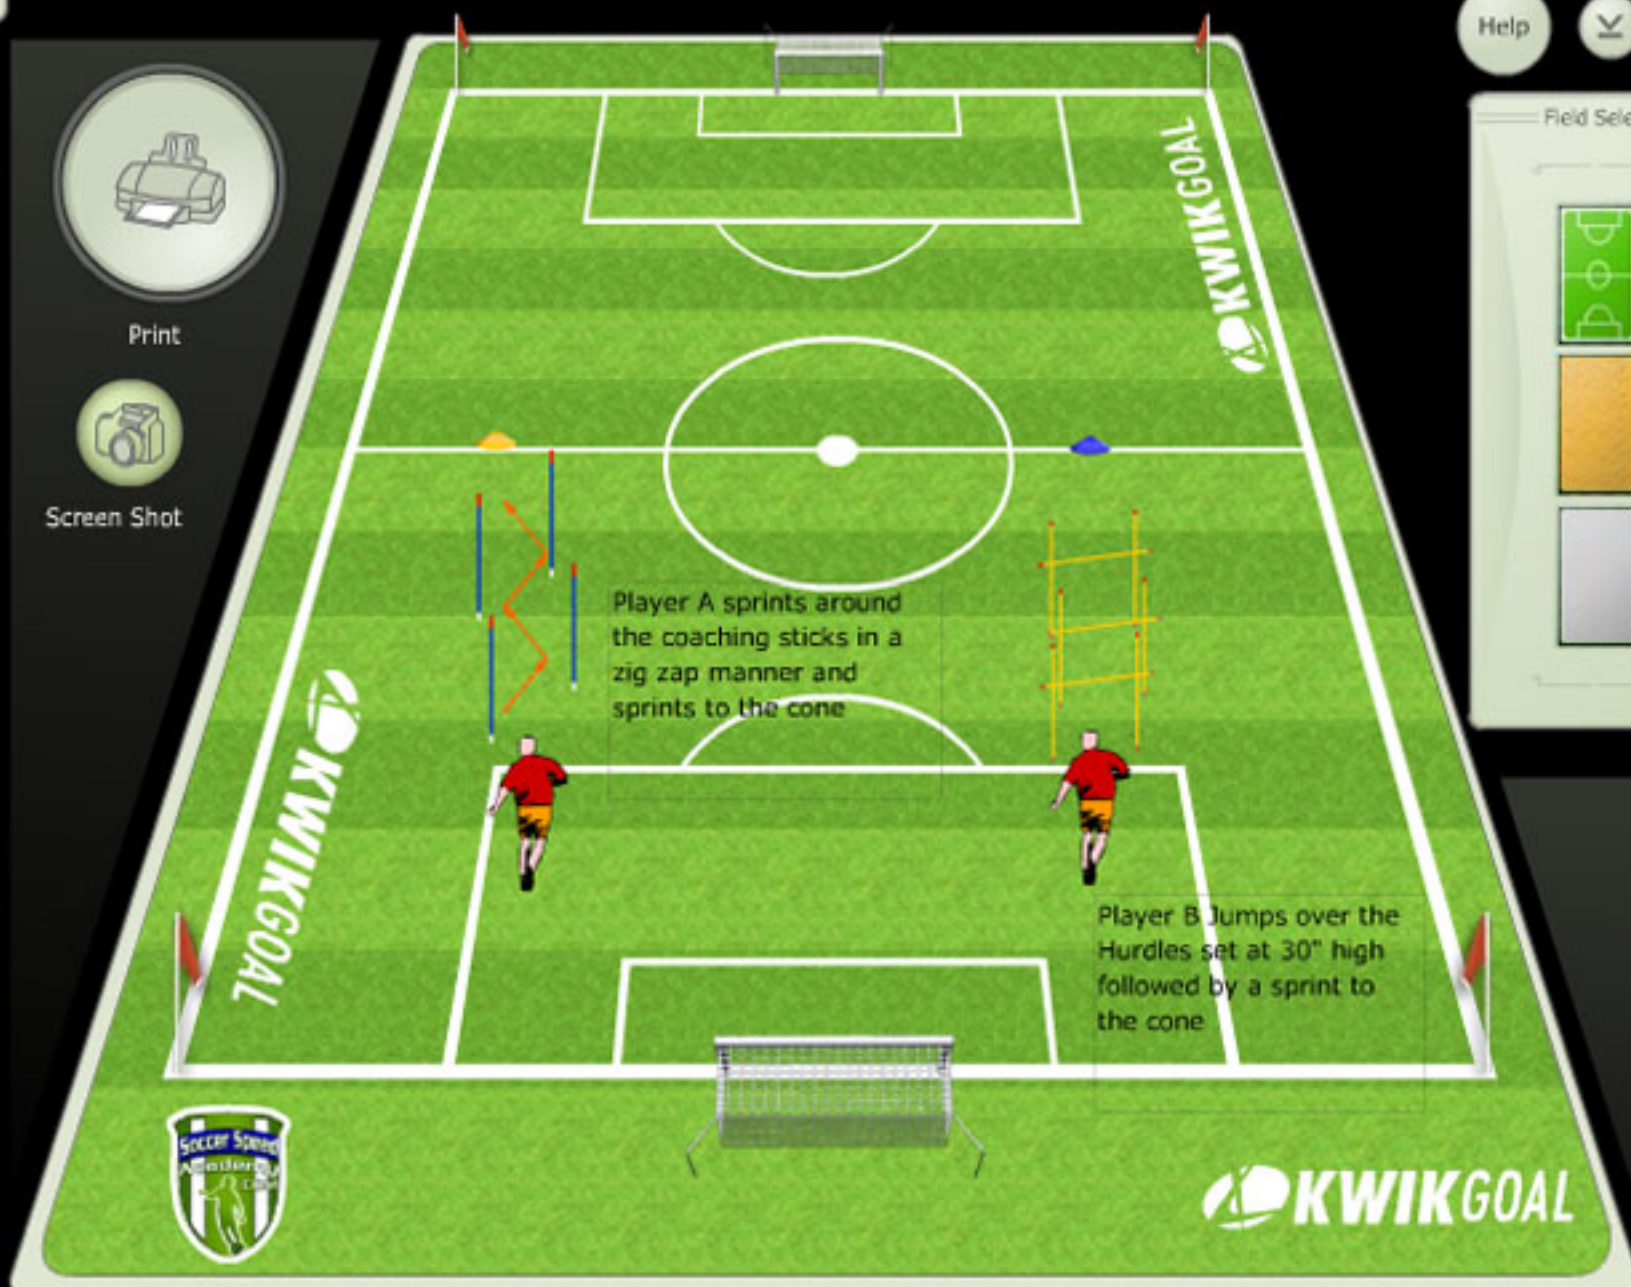 Help
Field Sele
KWIKGOAL
Print
Screen Shot
Player A sprints around
the coaching sticks in a
zig zap manner and
sprints to the cone
KWIKGOAL
Player B Jumps over the
Hurdles set at 30" high
followed by a sprint to
the cone
Soccer Speed
Academy
KWIKGOAL